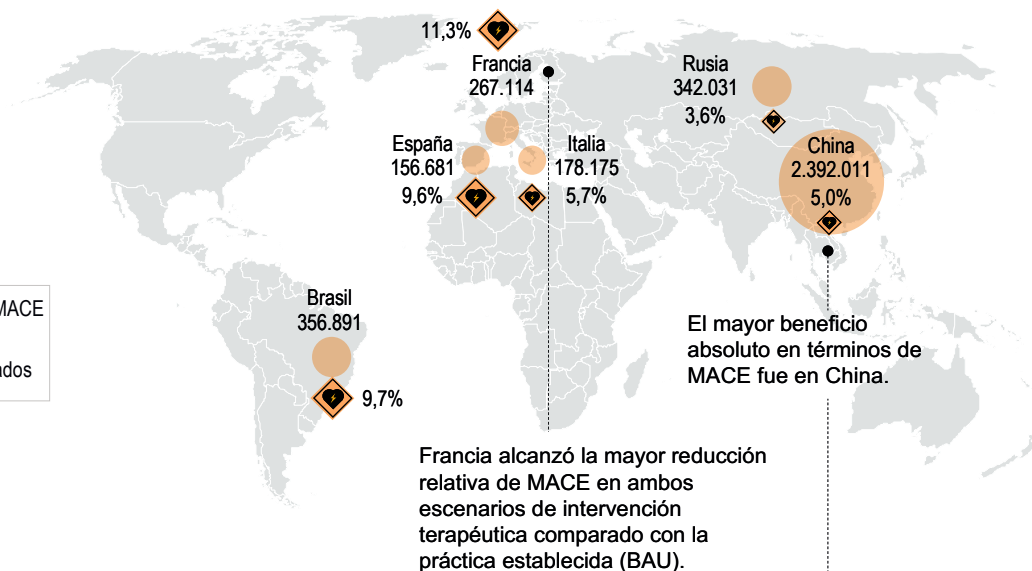 11,3%
Francia
267.114
Rusia
342.031
3,6%
España
156.681
9,6%
Italia
178.175
5,7%
China
2.392.011
5,0%
Brasil
356.891
9,7%
MACE
ados
El mayor beneficio
absoluto en términos de
MACE fue en China.
Francia alcanzó la mayor reducción
relativa de MACE en ambos
escenarios de intervención
terapéutica comparado con la
práctica establecida (BAU).